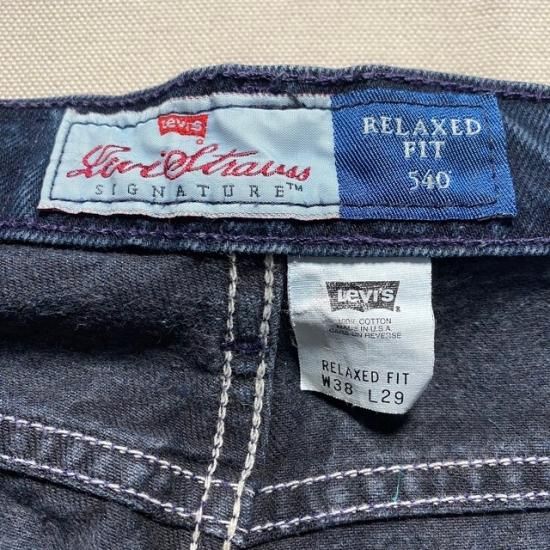 Levi's
Levi Strauss
SIGNATURE™
RELAXED
FIT
540
Levi's
100% COTTON
MADE IN U.S.A.
CARE ON REVERSE
RELAXED FIT
W38 L29